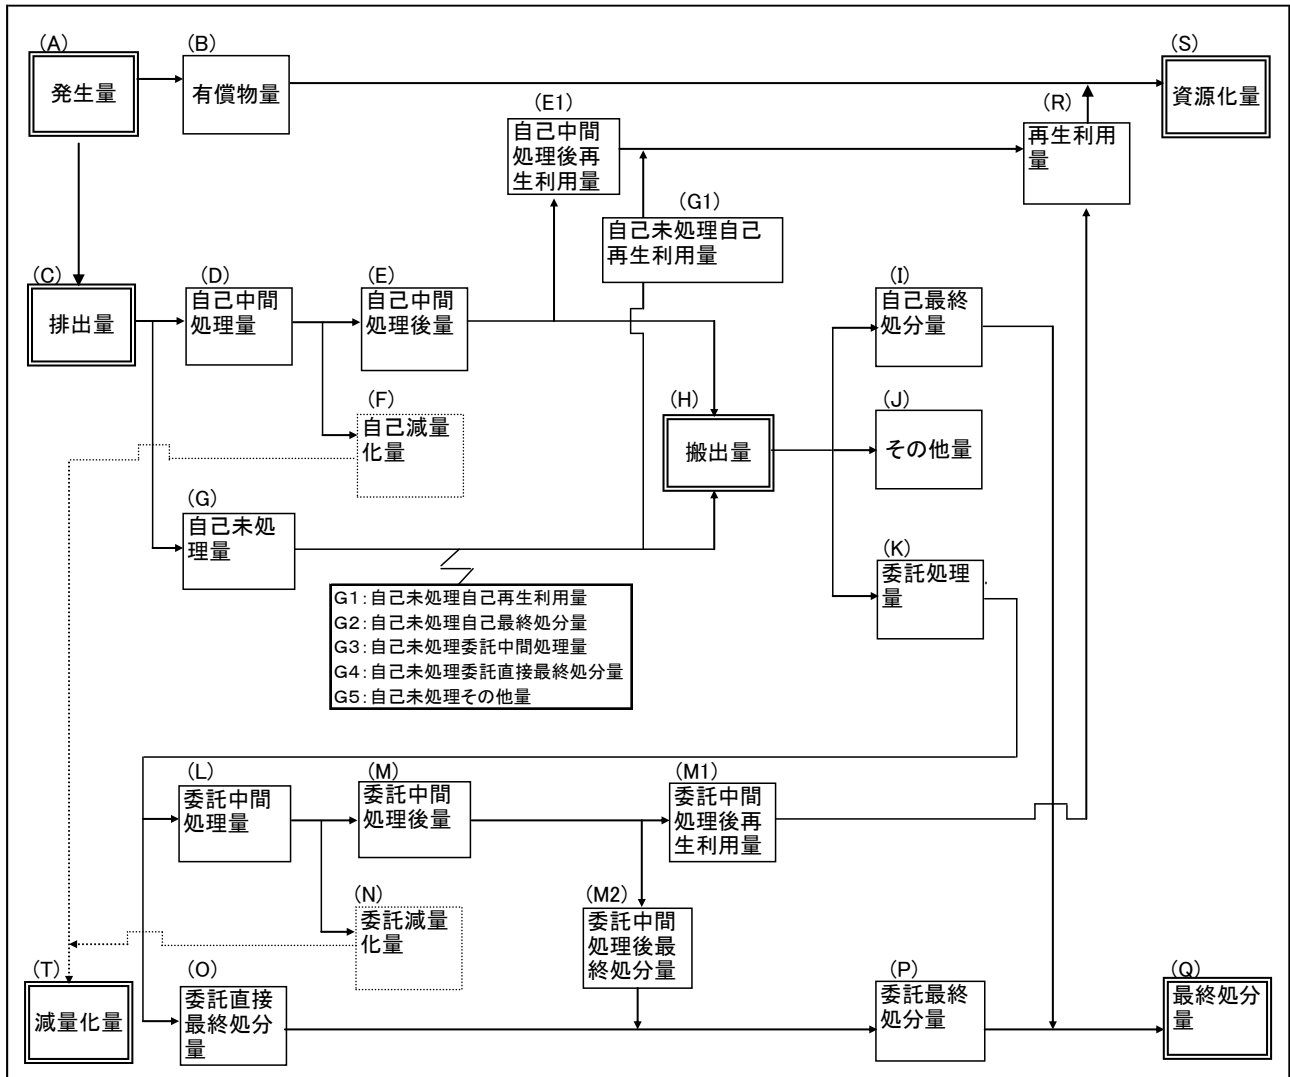 (A)
発生量
(B)
有償物量
(S)
資源化量
(E1)
自己中間
処理後再
生利用量
(R)
再生利用
量
(G1)
自己未処理自己
再生利用量
(C)
排出量
(D)
自己中間
処理量
(E)
自己中間
処理後量
(I)
自己最終
処分量
(F)
自己減量
化量
(H)
搬出量
(J)
その他量
(G)
自己未処
理量
(K)
委託処理
量
G1:自己未処理自己再生利用量
G2:自己未処理自己最終処分量
G3:自己未処理委託中間処理量
G4:自己未処理委託直接最終処分量
G5:自己未処理その他量
(L)
委託中間
処理量
(M)
委託中間
処理後量
(M1)
委託中間
処理後再
生利用量
(N)
委託減量
化量
(M2)
委託中間
処理後最
終処分量
(T)
減量化量
(O)
委託直接
最終処分
量
(P)
委託最終
処分量
(Q)
最終処分
量